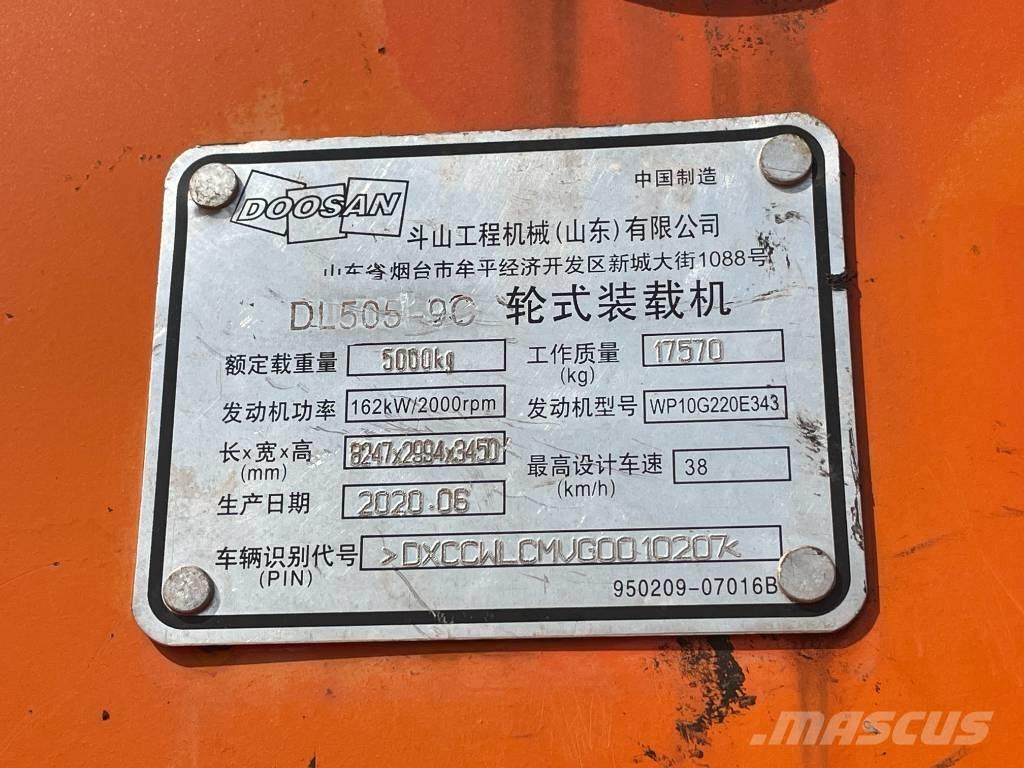 DOOSAN
中国制造
斗山工程机械(山东)有限公司
山东省烟台市牟平经济开发区新城大街1088号
DL505-9C 轮式装载机
额定载重量 5000kg 工作质量(kg) 17570
发动机功率 162kW/2000rpm 发动机型号 WP10G220E343
长×宽×高(mm) 8247x2994x3450
最高设计车速(km/h) 38
生产日期 2020.06
车辆识别代号(PIN) >DXCCWLCMVG0010207<
950209-07016B
MASCUS